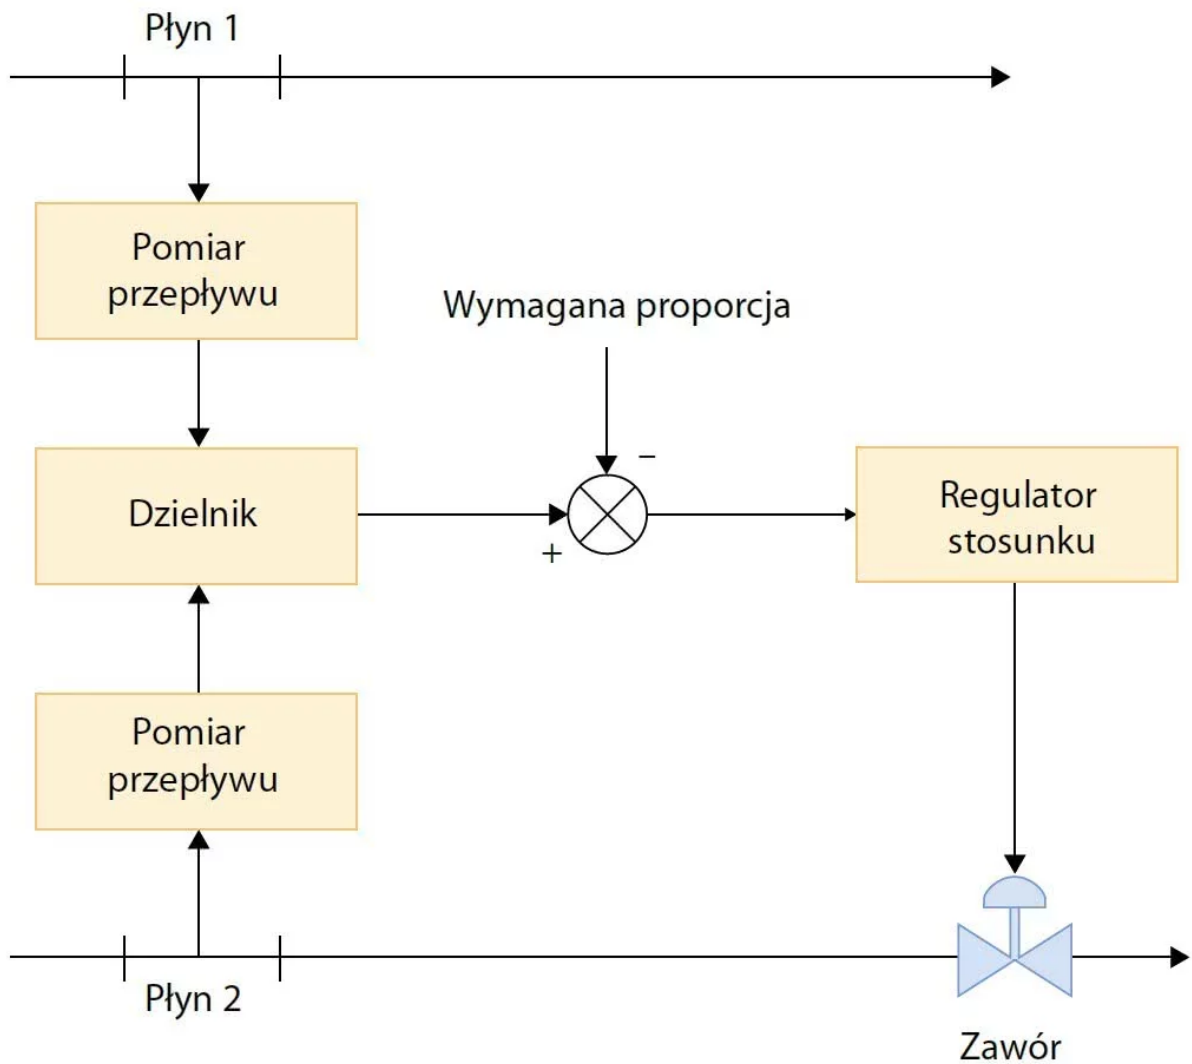 Płyn 1
Pomiar
przepływu
Wymagana proporcja
−
Dzielnik
+
Regulator
stosunku
Pomiar
przepływu
Płyn 2
Zawór